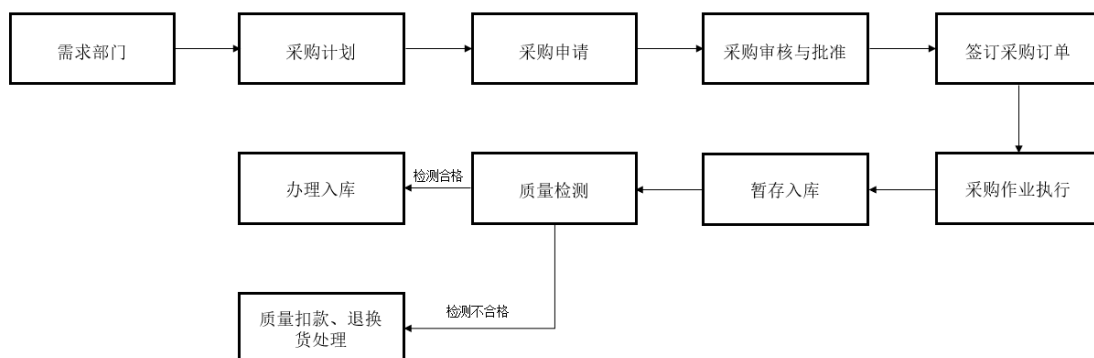 需求部门
采购计划
采购申请
采购审核与批准
签订采购订单
办理入库
检测合格
质量检测
暂存入库
采购作业执行
质量扣款、退换
货处理
检测不合格